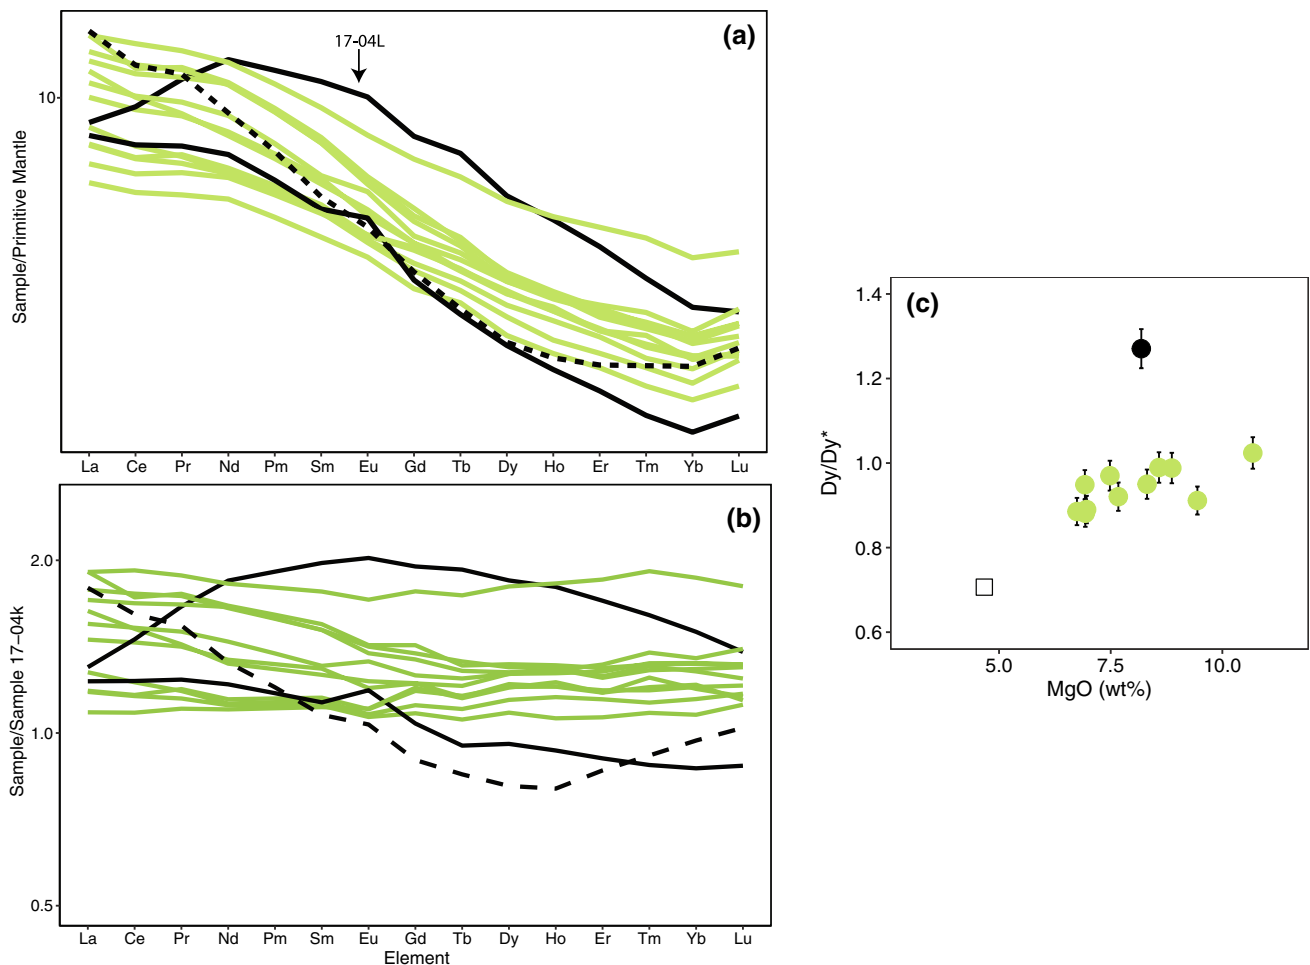 (a)
17-04L
10
Sample/Primitive Mantle
La Ce Pr Nd Pm Sm Eu Gd Tb Dy Ho Er Tm Yb Lu
(b)
2.0
1.0
0.5
Sample/Sample 17–04k
La Ce Pr Nd Pm Sm Eu Gd Tb Dy Ho Er Tm Yb Lu
Element
(c)
1.4
1.2
1.0
0.8
0.6
Dy/Dy*
5.0 7.5 10.0
MgO (wt%)